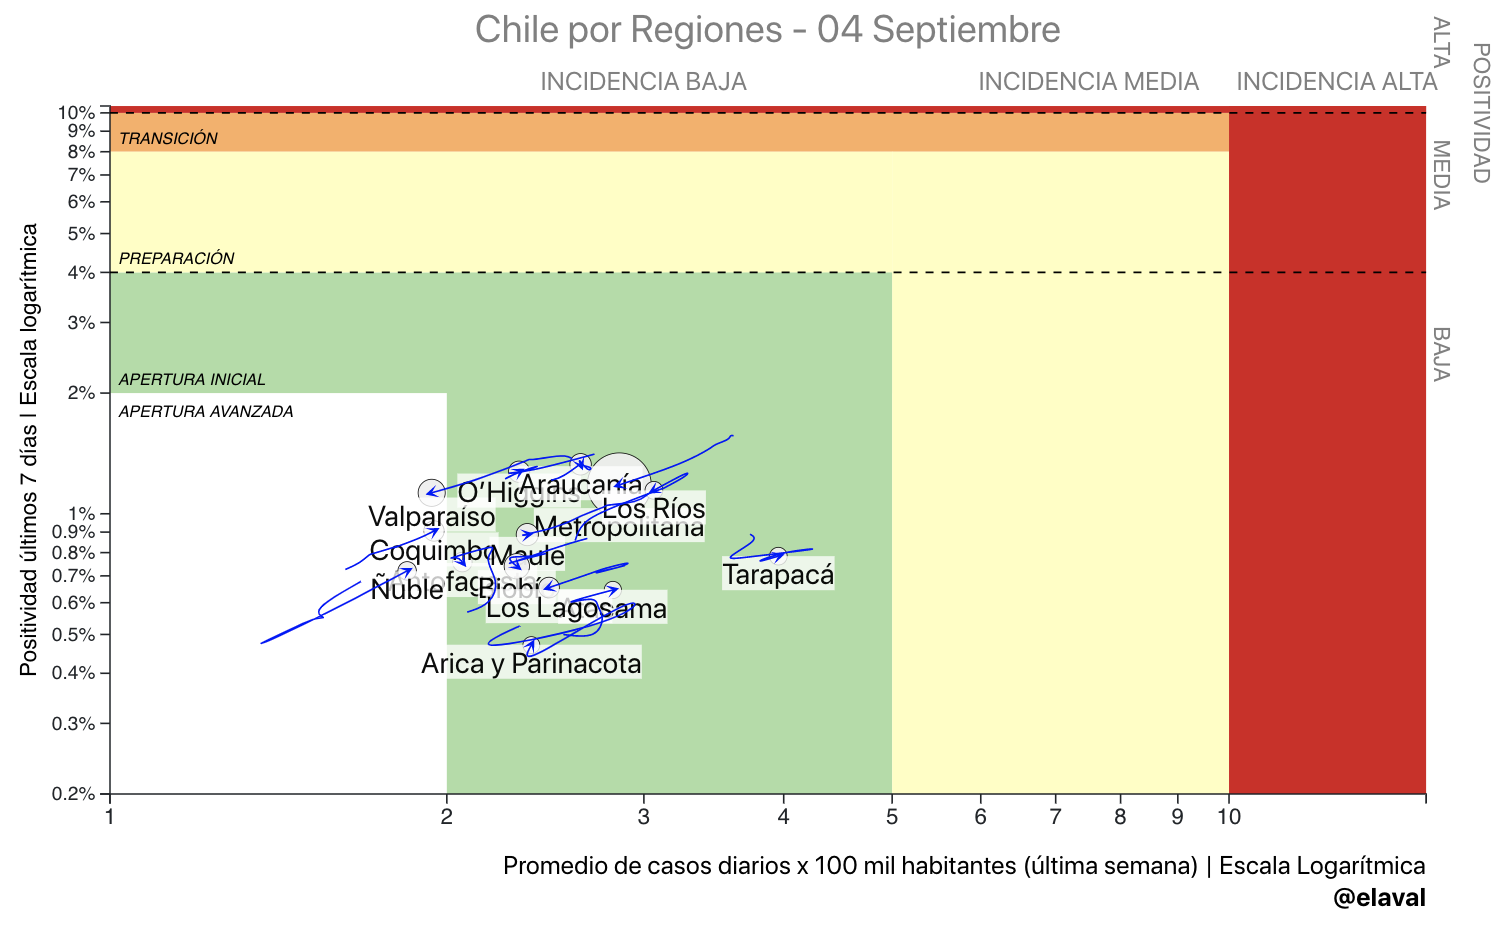 Chile por Regiones - 04 Septiembre
INCIDENCIA BAJA
INCIDENCIA MEDIA
INCIDENCIA ALTA
ALTA
MEDIA
BAJA
POSITIVIDAD
Positividad últimos 7 días I Escala logarítmica
10%
9%
8%
7%
6%
5%
4%
3%
2%
1%
0.9%
0.8%
0.7%
0.6%
0.5%
0.4%
0.3%
0.2%
TRANSICIÓN
PREPARACIÓN
APERTURA INICIAL
APERTURA AVANZADA
Araucanía
O'Higgins
Los Ríos
Valparaíso
Metropolitana
Coquimbo
Maule
Tarapacá
Antofagasta
Ñuble
Biobío
Los Lagos
ama
Arica y Parinacota
1
2
3
4
5
6
7
8
9
10
Promedio de casos diarios x 100 mil habitantes (última semana) | Escala Logarítmica
@elaval